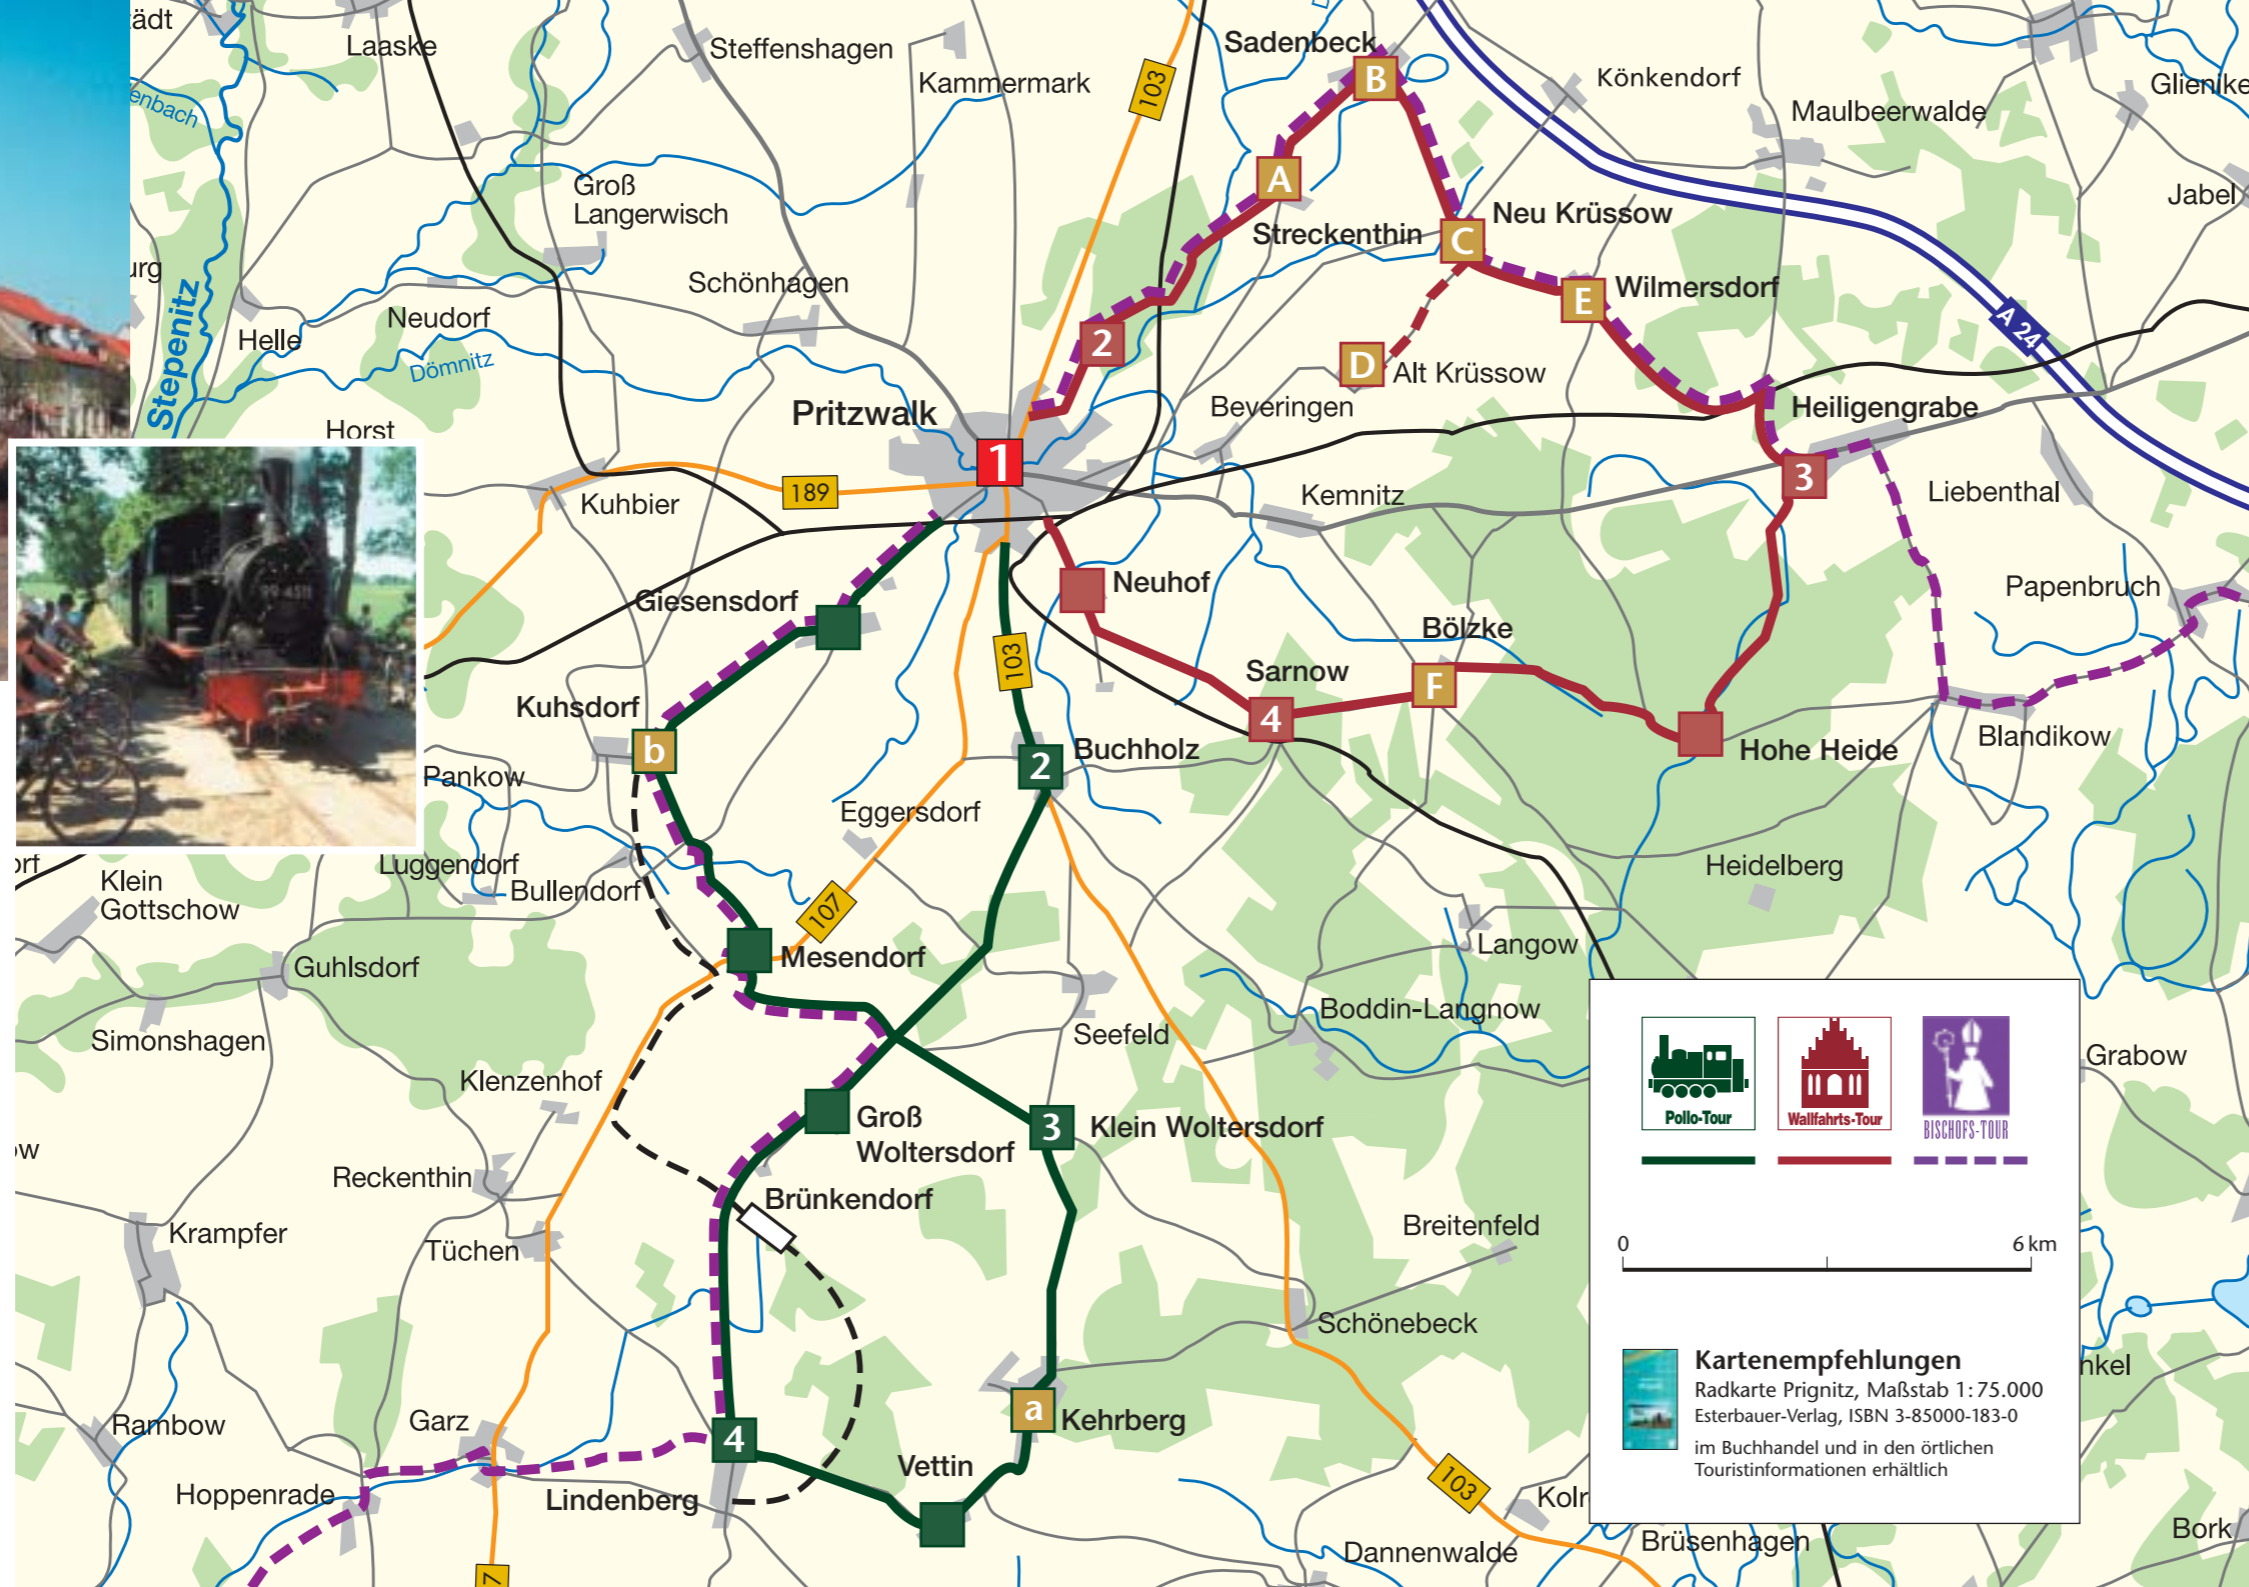 Laaske
Steffenshagen
Kammermark
103
Sadenbeck
B
Könkendorf
Maulbeerwalde
Glienike
Jabel
Groß
Langerwisch
A
Streckenthin
C
Neu Krüssow
Schönhagen
Stepenitz
Helle
Neudorf
Dömnitz
2
E
Wilmersdorf
A 24
D
Alt Krüssow
Beveringen
Heiligengrabe
Pritzwalk
Horst
1
3
Kuhbier
189
Kemnitz
Liebenthal
99 4511
Giesensdorf
Neuhof
Papenbruch
Bölzke
103
Sarnow
F
4
Kuhsdorf
b
Hohe Heide
Blandikow
Buchholz
2
Pankow
Eggersdorf
Luggendorf
Bullendorf
Heidelberg
Klein
Gottschow
107
Mesendorf
Langow
Guhlsdorf
Simonshagen
Seefeld
Boddin-Langnow
Grabow
Klenzenhof
Groß
Woltersdorf
3
Klein Woltersdorf
Pollo-Tour
Wallfahrts-Tour
BISCHOFS-TOUR
Reckenthin
Brünkendorf
Krampfer
Tüchen
Breitenfeld
0
6 km
Schönebeck
Kartenempfehlungen
Radkarte Prignitz, Maßstab 1:75.000
Esterbauer-Verlag, ISBN 3-85000-183-0
im Buchhandel und in den örtlichen
Touristinformationen erhältlich
nkel
Rambow
Garz
4
a
Kehrberg
Vettin
Hoppenrade
Lindenberg
103
Kolr
Dannenwalde
Brüsenhagen
Bork
7
ädt
enbach
urg
orf
ow